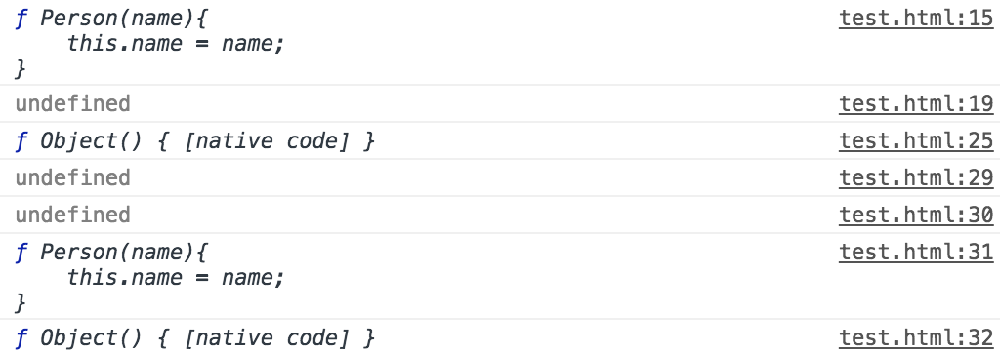 f Person(name){ test.html:15
this.name = name;
}
undefined test.html:19
f Object() { [native code] } test.html:25
undefined test.html:29
undefined test.html:30
f Person(name){ test.html:31
this.name = name;
}
f Object() { [native code] } test.html:32